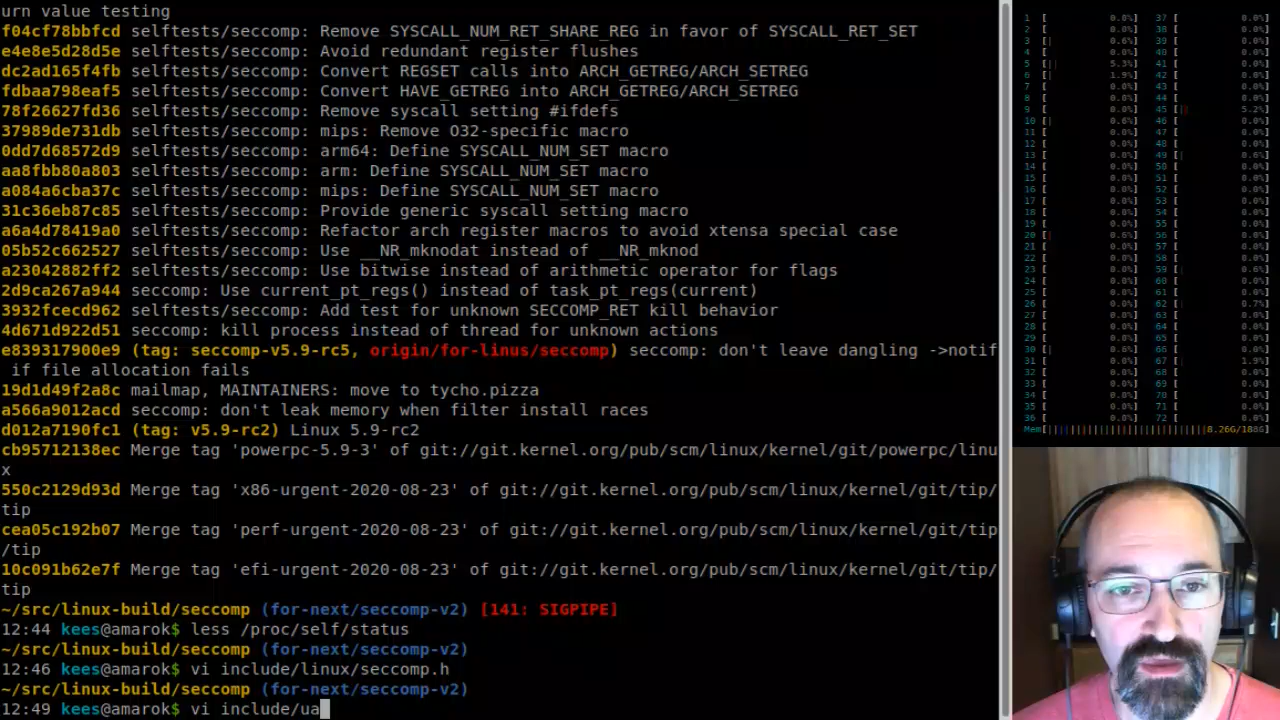 urn value testing
f04cf78bbfcd selftests/seccomp: Remove SYSCALL_NUM_RET_SHARE_REG in favor of SYSCALL_RET_SET
e4e8e5d28d5e selftests/seccomp: Avoid redundant register flushes
dc2ad165f4fb selftests/seccomp: Convert REGSET calls into ARCH_GETREG/ARCH_SETREG
fdbaa798eaf5 selftests/seccomp: Convert HAVE_GETREG into ARCH_GETREG/ARCH_SETREG
78f26627fd36 selftests/seccomp: Remove syscall setting #ifdefs
37989de731db selftests/seccomp: mips: Remove O32-specific macro
0dd7d68572d9 selftests/seccomp: arm64: Define SYSCALL_NUM_SET macro
aa8fbb80a803 selftests/seccomp: arm: Define SYSCALL_NUM_SET macro
a084a6cba37c selftests/seccomp: mips: Define SYSCALL_NUM_SET macro
31c36eb87c85 selftests/seccomp: Provide generic syscall setting macro
a6a4d78419a0 selftests/seccomp: Refactor arch register macros to avoid xtensa special case
05b52c662527 selftests/seccomp: Use __NR_mknodat instead of __NR_mknod
a23042882ff2 selftests/seccomp: Use bitwise instead of arithmetic operator for flags
2d9ca267a944 seccomp: Use current_pt_regs() instead of task_pt_regs(current)
3932fcecd962 selftests/seccomp: Add test for unknown SECCOMP_RET kill behavior
4d671d922d51 seccomp: kill process instead of thread for unknown actions
e839317900e9 (tag: seccomp-v5.9-rc5, origin/for-linus/seccomp) seccomp: don't leave dangling ->notif
 if file allocation fails
19d1d49f2a8c mailmap, MAINTAINERS: move to tycho.pizza
a566a9012acd seccomp: don't leak memory when filter install races
d012a7190fc1 (tag: v5.9-rc2) Linux 5.9-rc2
cb95712138ec Merge tag 'powerpc-5.9-3' of git://git.kernel.org/pub/scm/linux/kernel/git/powerpc/linu
x
550c2129d93d Merge tag 'x86-urgent-2020-08-23' of git://git.kernel.org/pub/scm/linux/kernel/git/tip/
tip
cea05c192b07 Merge tag 'perf-urgent-2020-08-23' of git://git.kernel.org/pub/scm/linux/kernel/git/tip
/tip
10c091b62e7f Merge tag 'efi-urgent-2020-08-23' of git://git.kernel.org/pub/scm/linux/kernel/git/tip/
tip
~/src/linux-build/seccomp (for-next/seccomp-v2) [141: SIGPIPE]
12:44 kees@amarok$ less /proc/self/status
~/src/linux-build/seccomp (for-next/seccomp-v2)
12:46 kees@amarok$ vi include/linux/seccomp.h
~/src/linux-build/seccomp (for-next/seccomp-v2)
12:49 kees@amarok$ vi include/ua